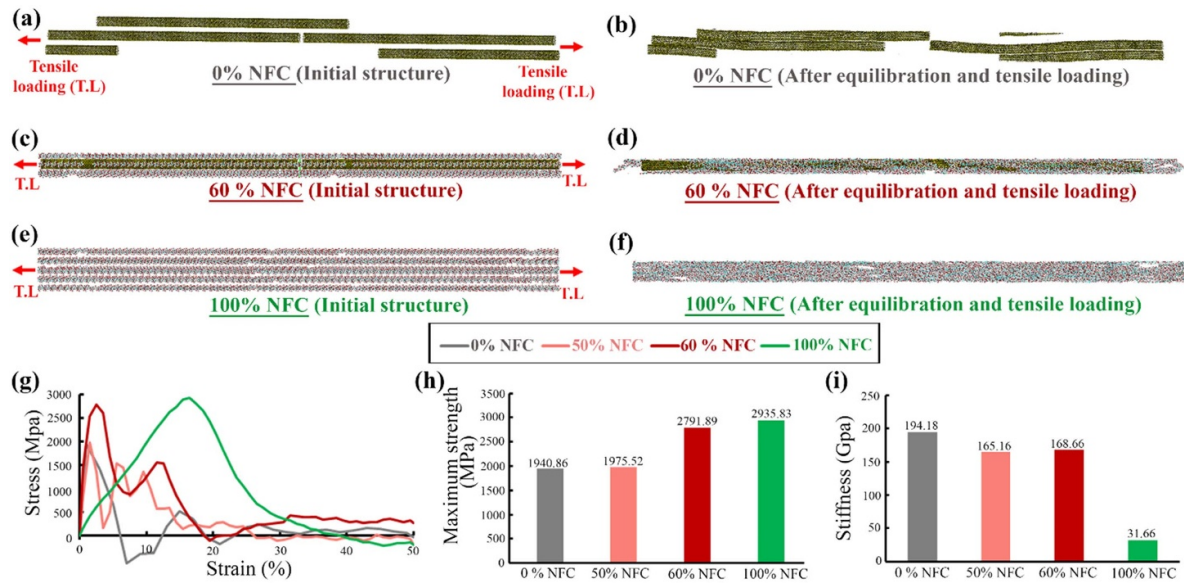 (a)
Tensile
loading (T.L)
0% NFC (Initial structure)
Tensile
loading (T.L)
(b)
0% NFC (After equilibration and tensile loading)
(c)
T.L
60 % NFC (Initial structure)
T.L
(d)
60 % NFC (After equilibration and tensile loading)
(e)
T.L
100% NFC (Initial structure)
T.L
(f)
100% NFC (After equilibration and tensile loading)
0% NFC
50% NFC
60 % NFC
100% NFC
(g)
Stress (Mpa)
3000
2500
2000
1500
1000
500
0
0
10
20
30
40
50
Strain (%)
(h)
Maximum strength
(MPa)
3500
3000
2500
2000
1500
1000
500
0
1940.86
1975.52
2791.89
2935.83
0 % NFC
50% NFC
60% NFC
100% NFC
(i)
Stiffness (Gpa)
250
200
150
100
50
0
194.18
165.16
168.66
31.66
0 % NFC
50% NFC
60% NFC
100% NFC